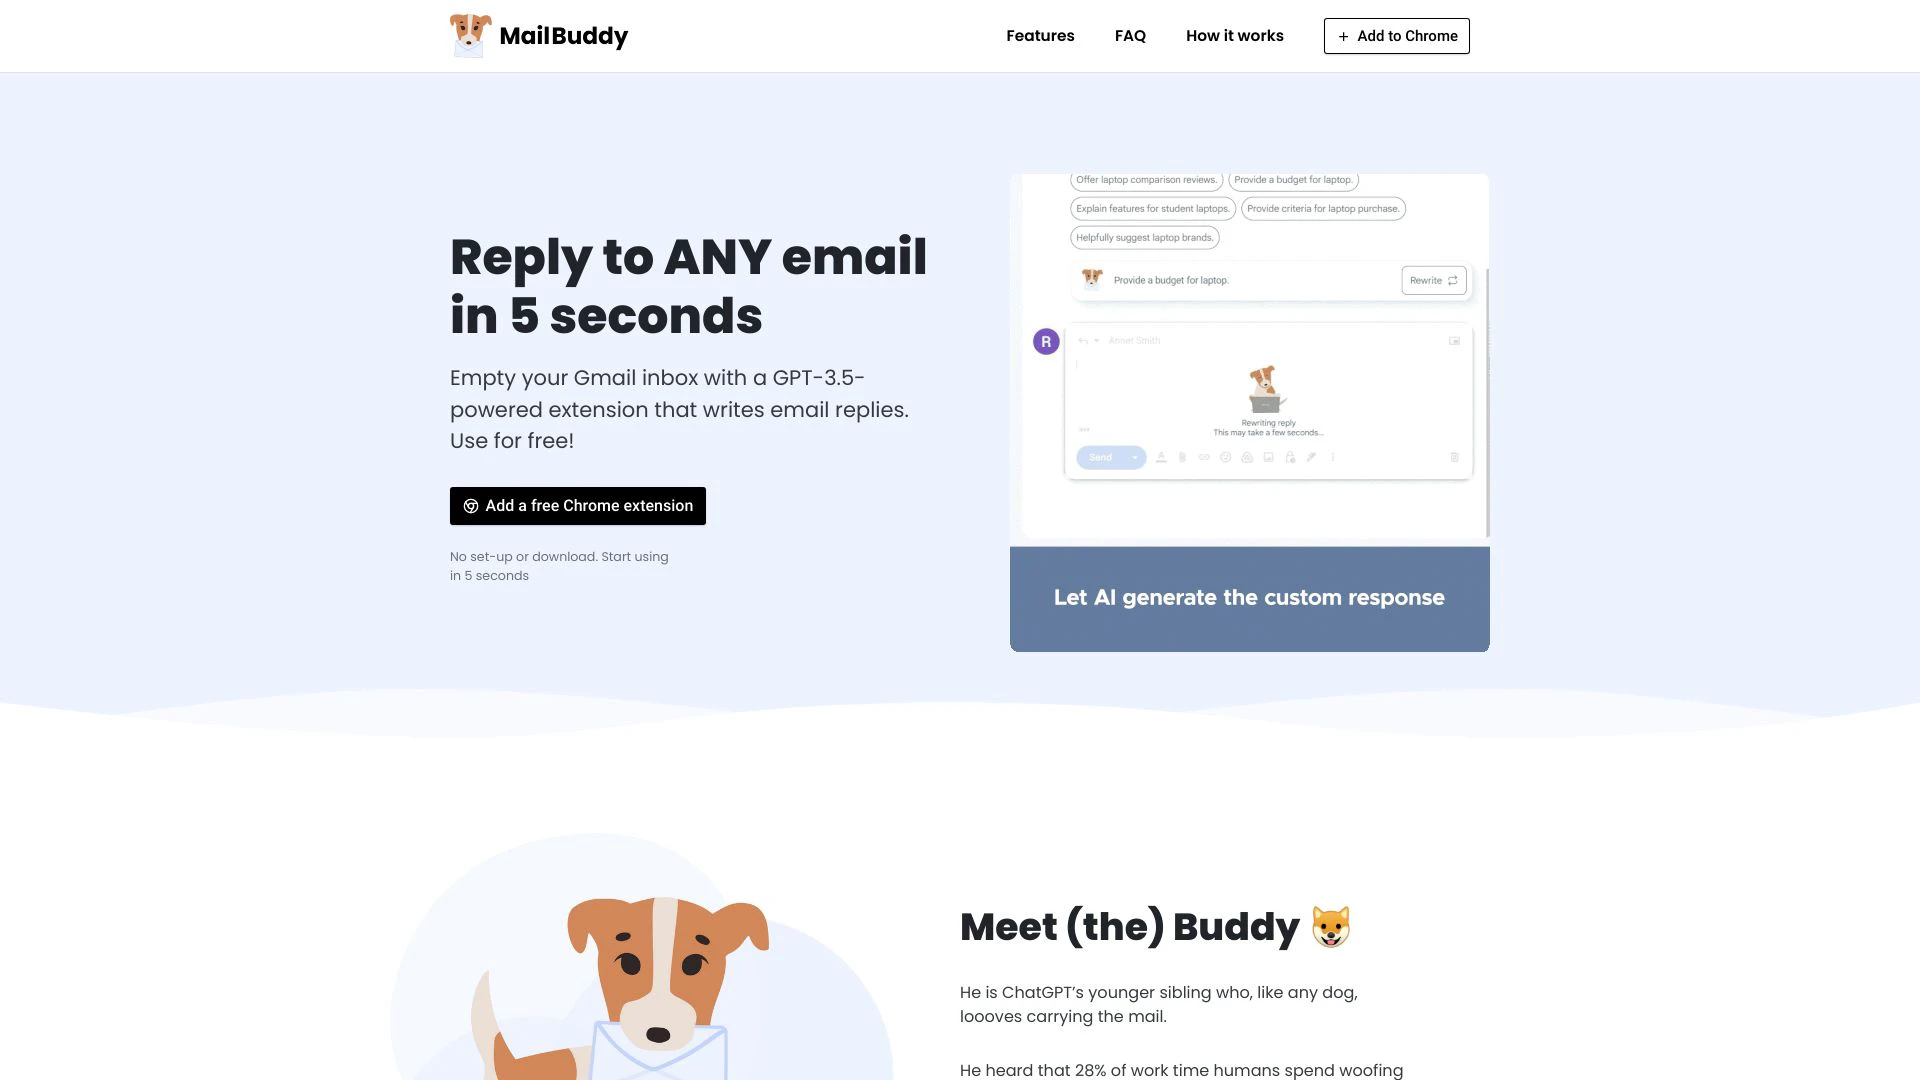 MailBuddy
Features
FAQ
How it works
+ Add to Chrome
Reply to ANY email
in 5 seconds
Empty your Gmail inbox with a GPT-3.5-
powered extension that writes email replies.
Use for free!
Add a free Chrome extension
No set-up or download. Start using
in 5 seconds
Offer laptop comparison reviews.
Provide a budget for laptop.
Explain features for student laptops.
Provide criteria for laptop purchase.
Helpfully suggest laptop brands.
Provide a budget for laptop.
Rewrite
R
Annet Smith
Rewriting reply
This may take a few seconds...
Send
Let AI generate the custom response
Meet (the) Buddy
He is ChatGPT’s younger sibling who, like any dog,
loooves carrying the mail.
He heard that 28% of work time humans spend woofing